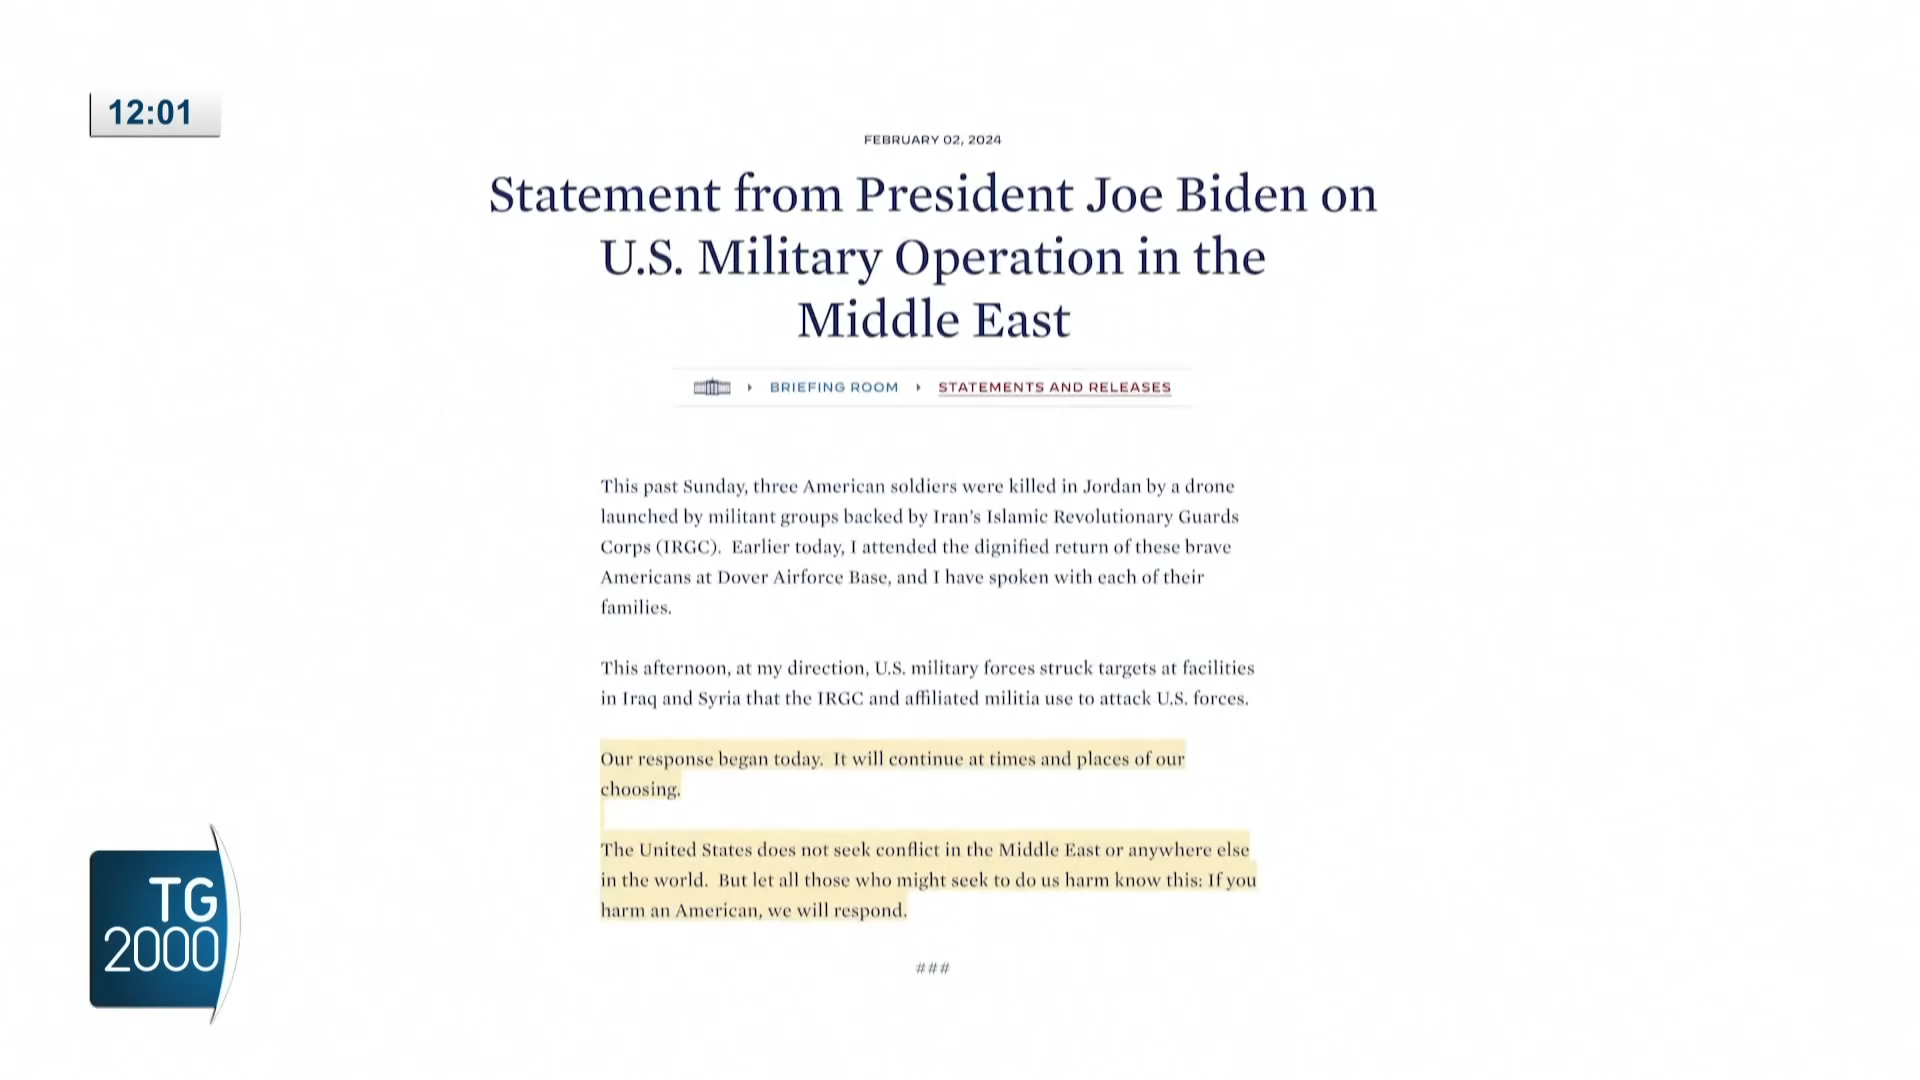 12:01
FEBRUARY 02, 2024
Statement from President Joe Biden on
U.S. Military Operation in the
Middle East
BRIEFING ROOM
STATEMENTS AND RELEASES
This past Sunday, three American soldiers were killed in Jordan by a drone
launched by militant groups backed by Iran’s Islamic Revolutionary Guards
Corps (IRGC).  Earlier today, I attended the dignified return of these brave
Americans at Dover Airforce Base, and I have spoken with each of their
families.
This afternoon, at my direction, U.S. military forces struck targets at facilities
in Iraq and Syria that the IRGC and affiliated militia use to attack U.S. forces.
Our response began today.  It will continue at times and places of our
choosing.
The United States does not seek conflict in the Middle East or anywhere else
in the world.  But let all those who might seek to do us harm know this: If you
harm an American, we will respond.
###
TG
2000